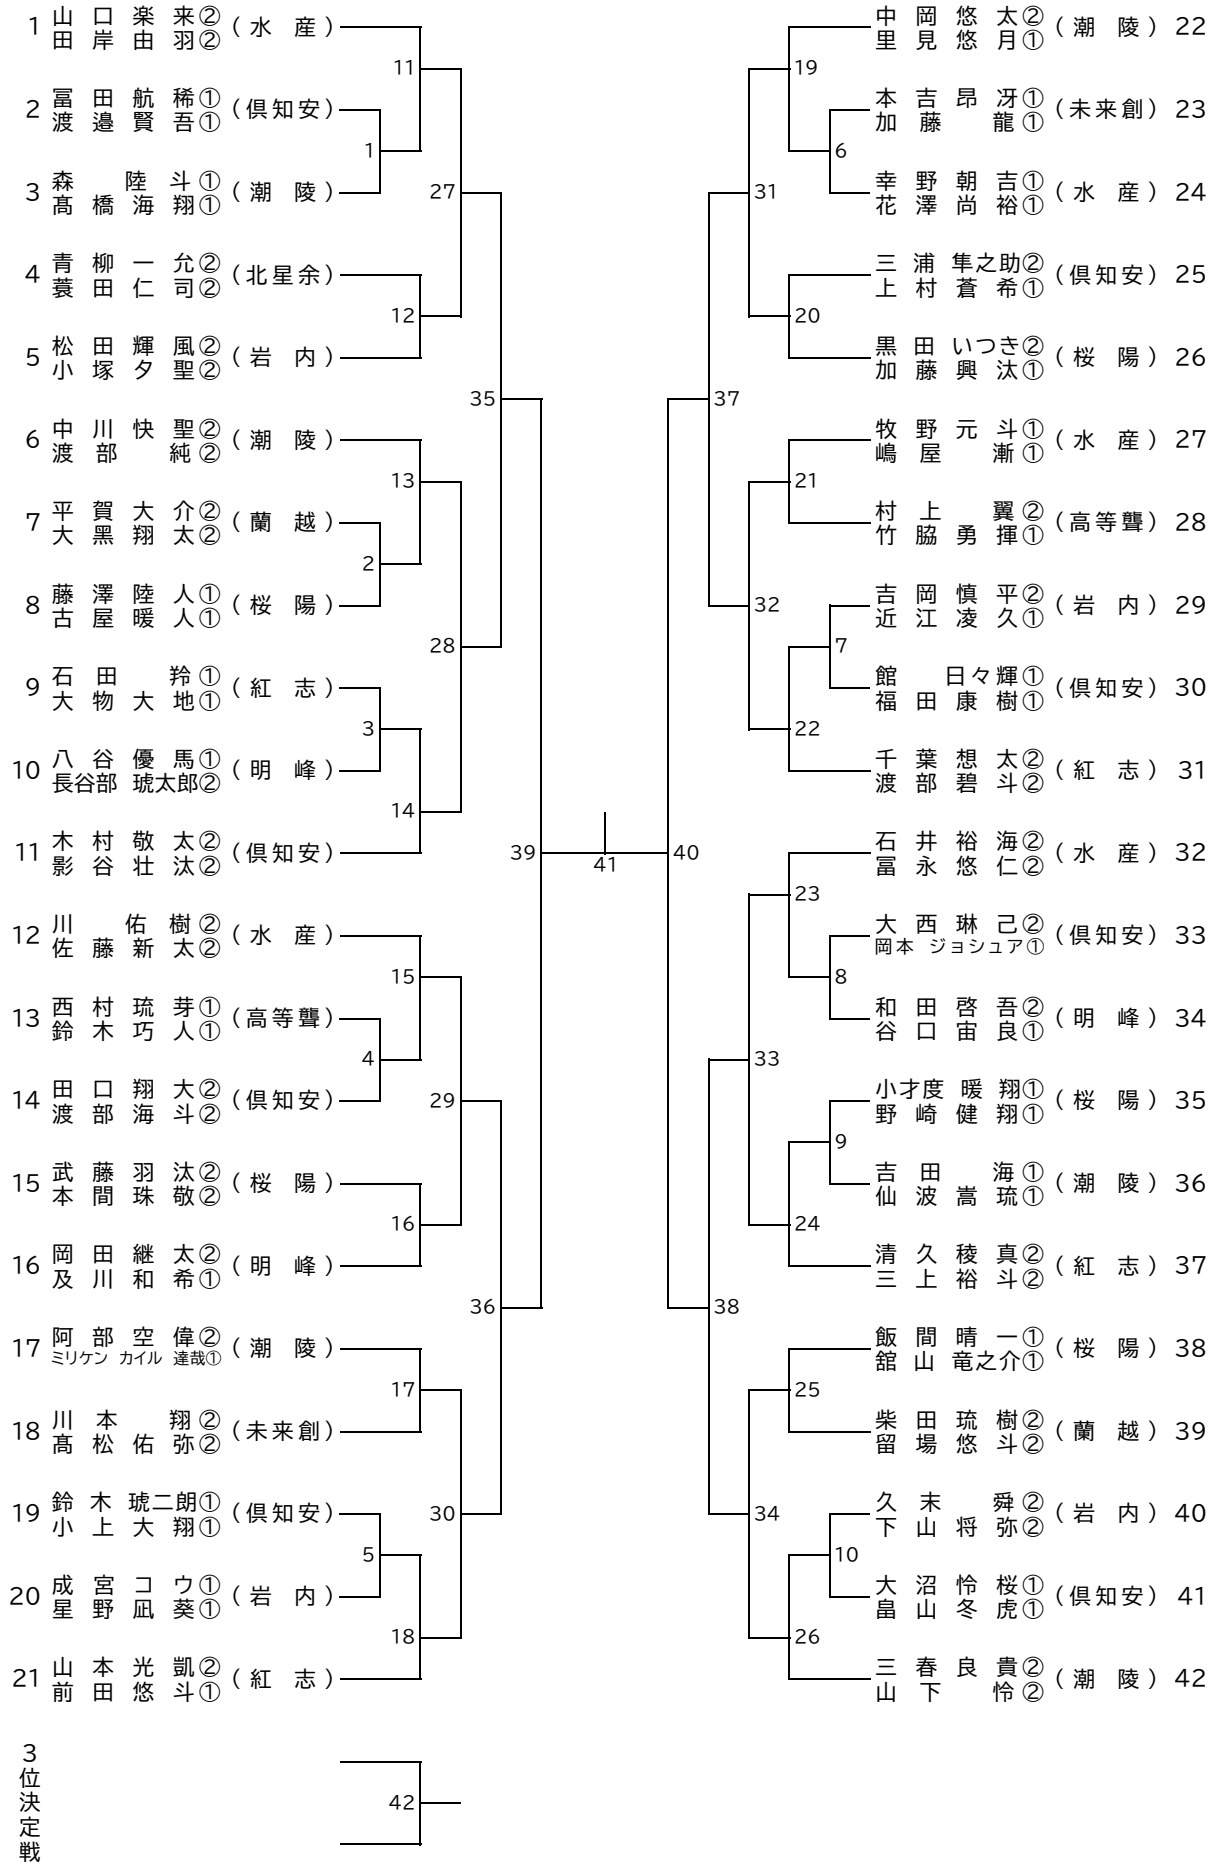 1 山口楽来② 田岸由羽② (水産)
2 冨田航稀① 渡邉賢吾① (倶知安)
3 森陸斗① 髙橋海翔① (潮陵)
4 青柳一允② 蓑田仁司② (北星余)
5 松田輝風② 小塚夕聖② (岩内)
6 中川快聖② 渡部純② (潮陵)
7 平賀大介② 大黒翔太② (蘭越)
8 藤澤陸人① 古屋暖人① (桜陽)
9 石田羚① 大物大地① (紅志)
10 八谷優馬① 長谷部琥太郎② (明峰)
11 木村敬太② 影谷壮汰② (倶知安)
12 川佑樹② 佐藤新太② (水産)
13 西村琉芽① 鈴木巧人① (高等聾)
14 田口翔大② 渡部海斗② (倶知安)
15 武藤羽汰② 本間珠敬② (桜陽)
16 岡田継太② 及川和希① (明峰)
17 阿部空偉② ミリケン カイル 達哉① (潮陵)
18 川本翔② 髙松佑弥② (未来創)
19 鈴木琥二朗① 小上大翔① (倶知安)
20 成宮コウ① 星野凪葵① (岩内)
21 山本光凱② 前田悠斗① (紅志)
11
1
27
12
35
13
2
28
3
14
39
15
4
29
16
36
17
30
5
18
41
中岡悠太② 里見悠月① (潮陵) 22
本吉昂冴① 加藤龍① (未来創) 23
幸野朝吉① 花澤尚裕① (水産) 24
三浦隼之助② 上村蒼希① (倶知安) 25
黒田いつき② 加藤興汰① (桜陽) 26
牧野元斗① 嶋屋漸① (水産) 27
村上翼② 竹脇勇揮① (高等聾) 28
吉岡慎平② 近江凌久① (岩内) 29
館日々輝① 福田康樹① (倶知安) 30
千葉想太② 渡部碧斗② (紅志) 31
石井裕海② 冨永悠仁② (水産) 32
大西琳己② 岡本 ジョシュア① (倶知安) 33
和田啓吾② 谷口宙良① (明峰) 34
小才度暖翔① 野崎健翔① (桜陽) 35
吉田海① 仙波嵩琉① (潮陵) 36
清久稜真② 三上裕斗② (紅志) 37
飯間晴一① 舘山竜之介① (桜陽) 38
柴田琉樹② 留場悠斗② (蘭越) 39
久末舜② 下山将弥② (岩内) 40
大沼怜桜① 畠山冬虎① (倶知安) 41
三春良貴② 山下怜② (潮陵) 42
19
6
31
20
37
21
32
7
22
40
23
8
33
9
24
38
25
34
10
26
3位決定戦
42